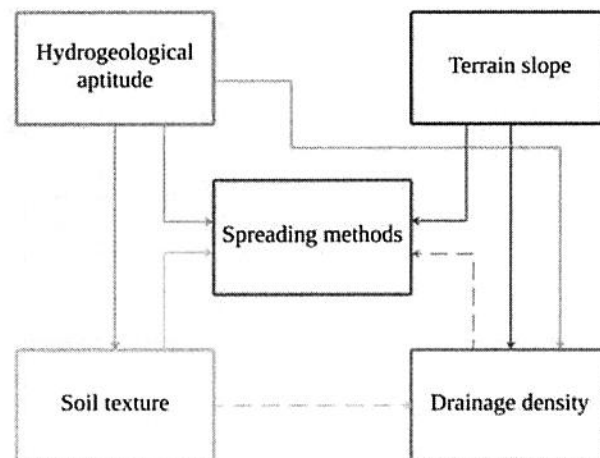 Hydrogeological
aptitude
Terrain slope
Spreading methods
Soil texture
Drainage density